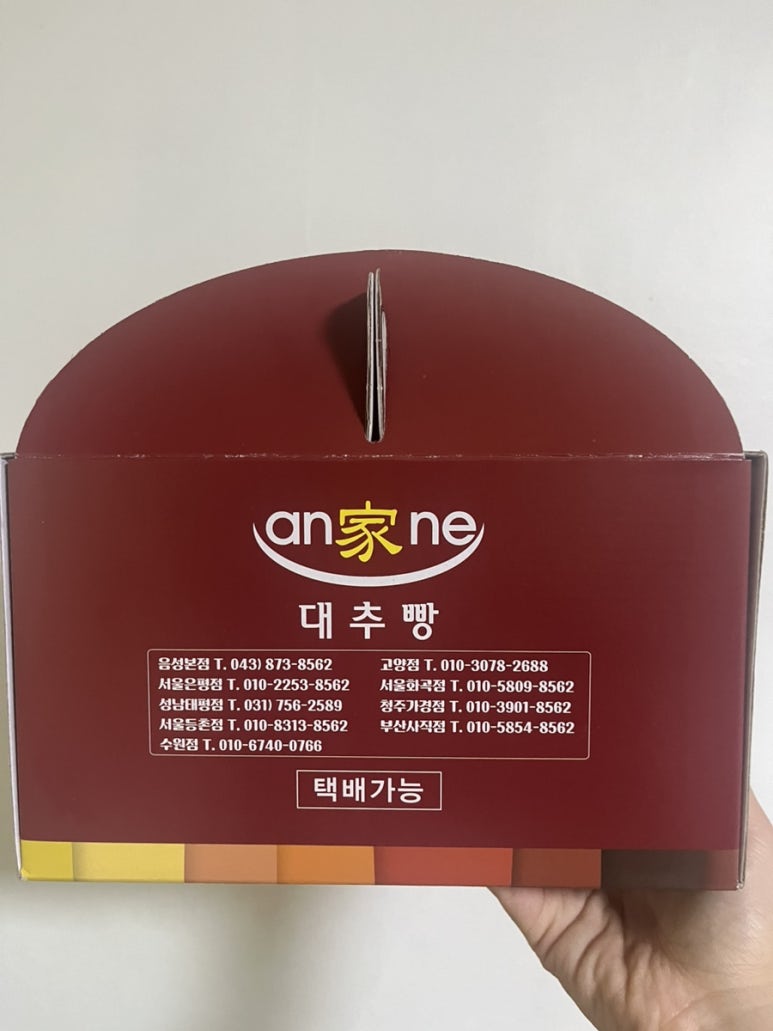 an家ne
대추빵
음성본점 T. 043) 873-8562 고양점 T. 010-3078-2688
서울은평점 T. 010-2253-8562 서울화곡점 T. 010-5809-8562
성남태평점 T. 031) 756-2589 청주가경점 T. 010-3901-8562
서울등촌점 T. 010-8313-8562 부산사직점 T. 010-5854-8562
수원점 T. 010-6740-0766
택배가능